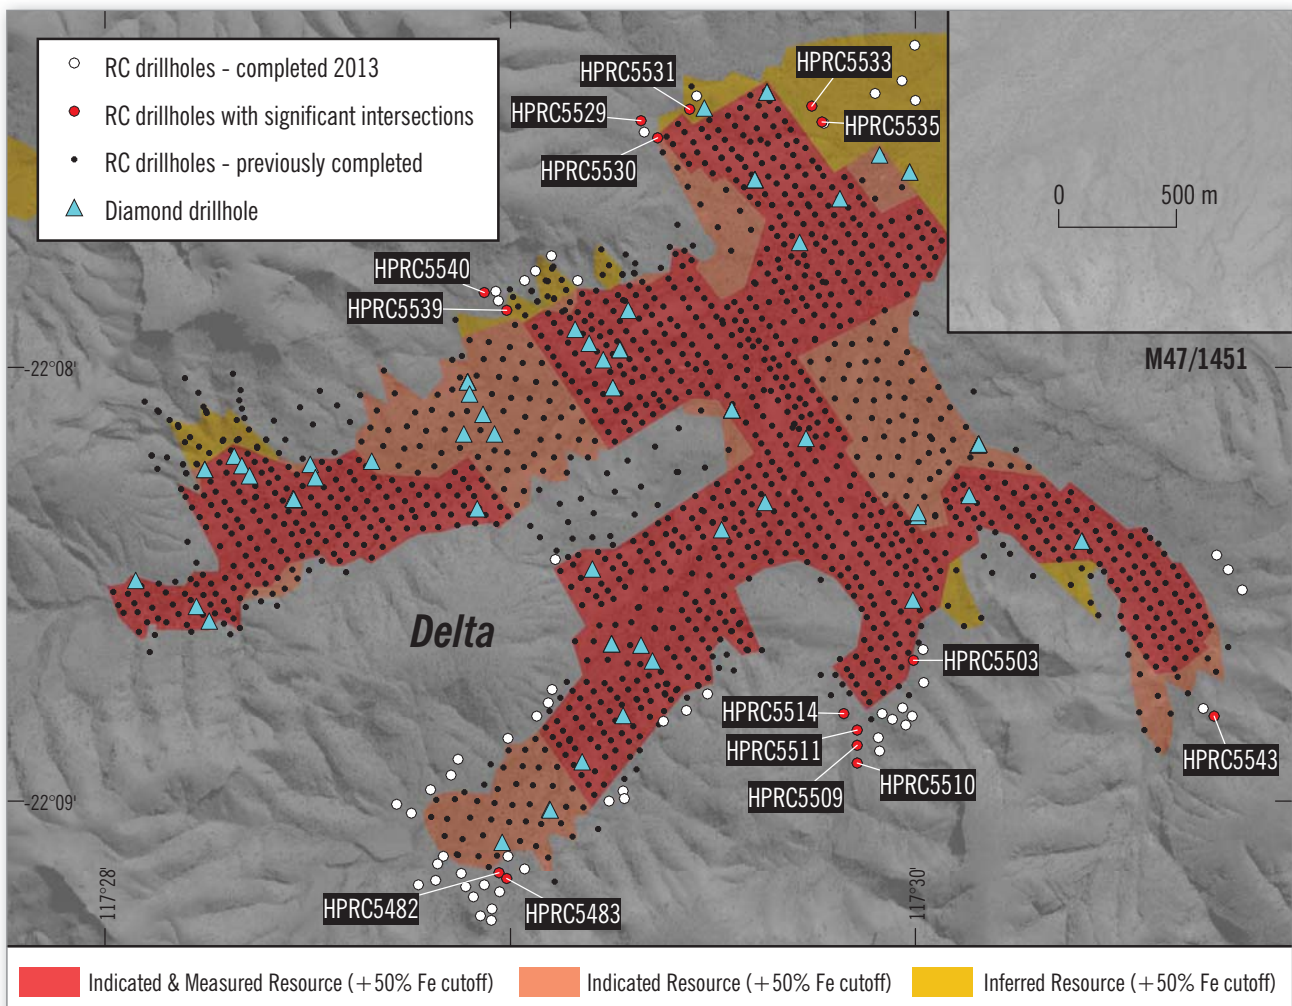 RC drillholes - completed 2013
RC drillholes with significant intersections
RC drillholes - previously completed
Diamond drillhole
HPRC5531
HPRC5533
HPRC5529
HPRC5535
HPRC5530
0 500 m
HPRC5540
HPRC5539
M47/1451
-22°08'
Delta
HPRC5503
HPRC5514
HPRC5511
HPRC5543
HPRC5509
HPRC5510
-22°09'
117°28'
117°30'
HPRC5482
HPRC5483
Indicated & Measured Resource (+50% Fe cutoff)
Indicated Resource (+50% Fe cutoff)
Inferred Resource (+50% Fe cutoff)